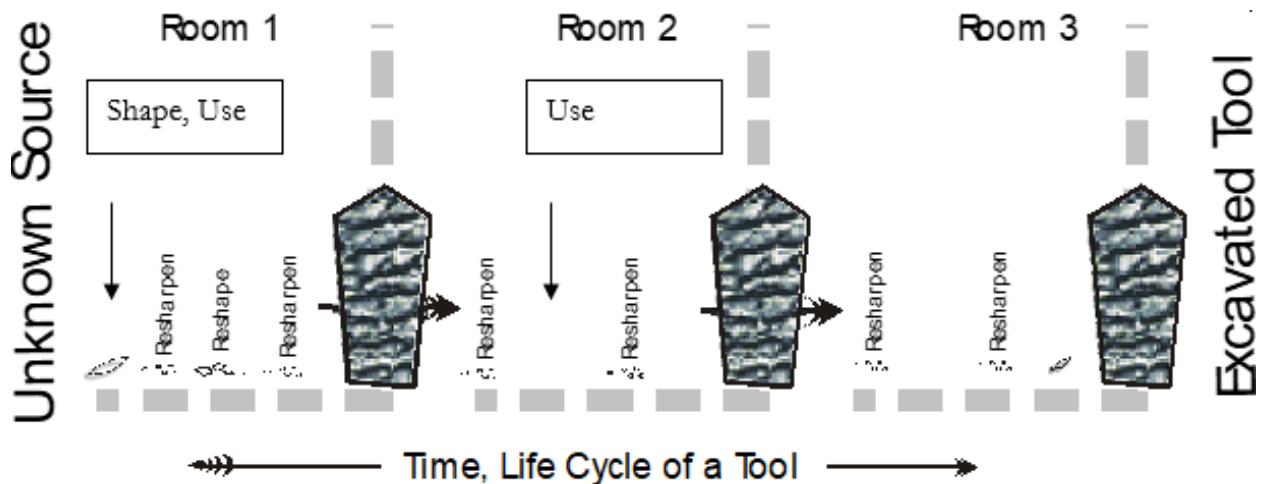 Unknown Source
Room 1
Room 2
Room 3
Shape, Use
Use
Resharpen
Reshape
Resharpen
Resharpen
Resharpen
Resharpen
Resharpen
Excavated Tool
Time, Life Cycle of a Tool